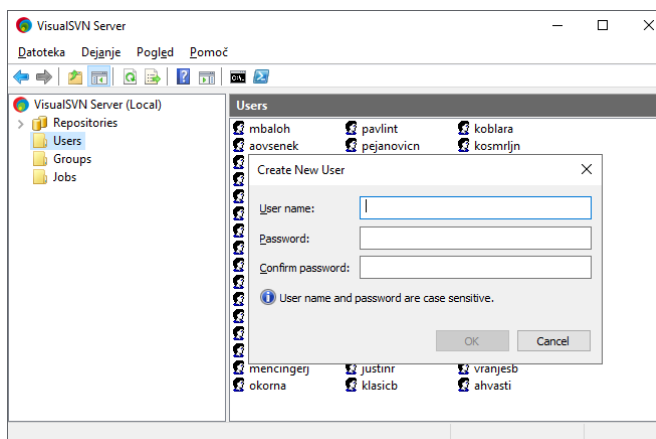 VisualSVN Server
Datoteka Dejanje Pogled Pomoč
VisualSVN Server (Local)
Repositories
Users
Groups
Jobs
Users
mbaloh pavlint koblara
aovsenek pejanovicn kosmrljn
Create New User
User name:
Password:
Confirm password:
User name and password are case sensitive.
OK Cancel
mencingerj justinr vranjesb
okorna klasicb ahvasti